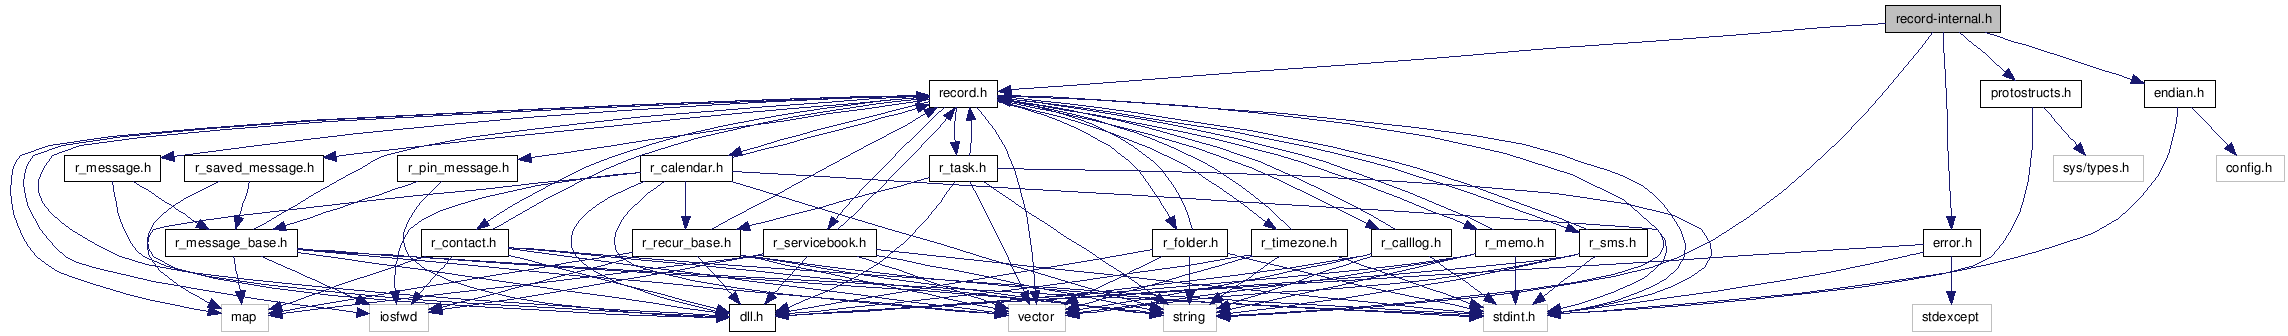 record-internal.h
record.h
protostructs.h
endian.h
r_message.h
r_saved_message.h
r_pin_message.h
r_calendar.h
r_task.h
sys/types.h
config.h
r_message_base.h
r_contact.h
r_recur_base.h
r_servicebook.h
r_folder.h
r_timezone.h
r_calllog.h
r_memo.h
r_sms.h
error.h
map
iosfwd
dll.h
vector
string
stdint.h
stdexcept